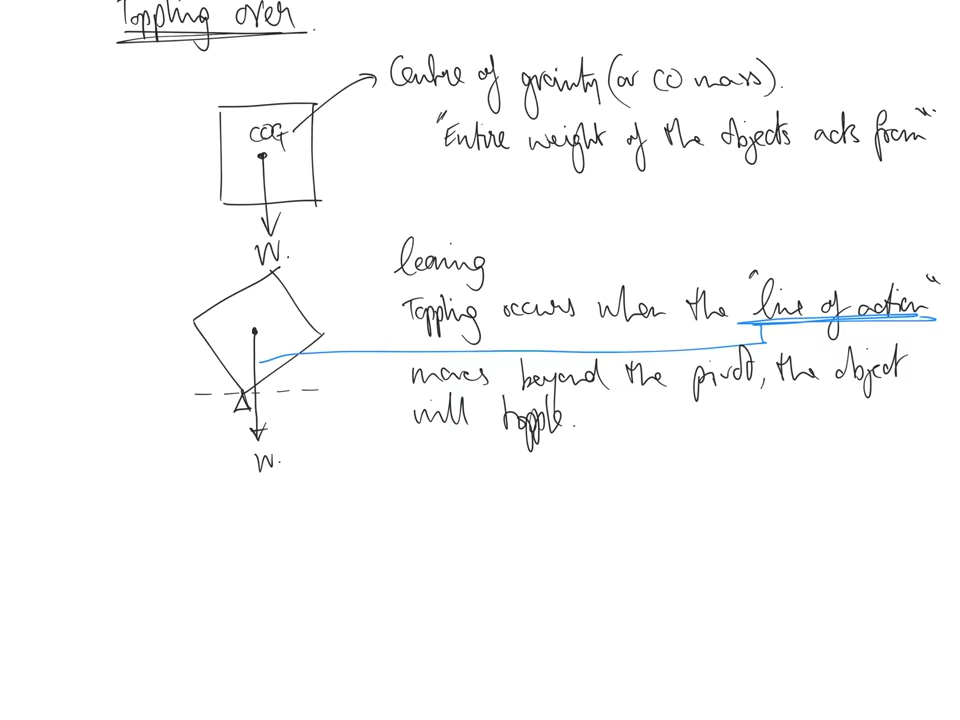 Toppling over.
Centre of gravity (or CO mass).
"Entire weight of the objects acts from".
COG
W.
leaning
Toppling occurs when the "line of action"
moves beyond the pivot, the object
will topple.
W.